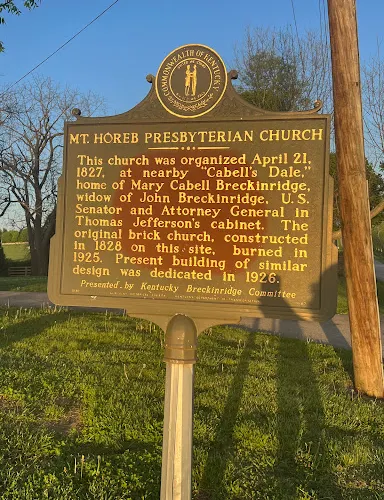 COMMONWEALTH OF KENTUCKY
MT. HOREB PRESBYTERIAN CHURCH
This church was organized April 21,
1827, at nearby "Cabell's Dale,"
home of Mary Cabell Breckinridge,
widow of John Breckinridge, U.S.
Senator and Attorney General in
Thomas Jefferson's cabinet. The
original brick church, constructed
in 1828 on this site, burned in
1925. Present building of similar
design was dedicated in 1926.
Presented by Kentucky Breckinridge Committee